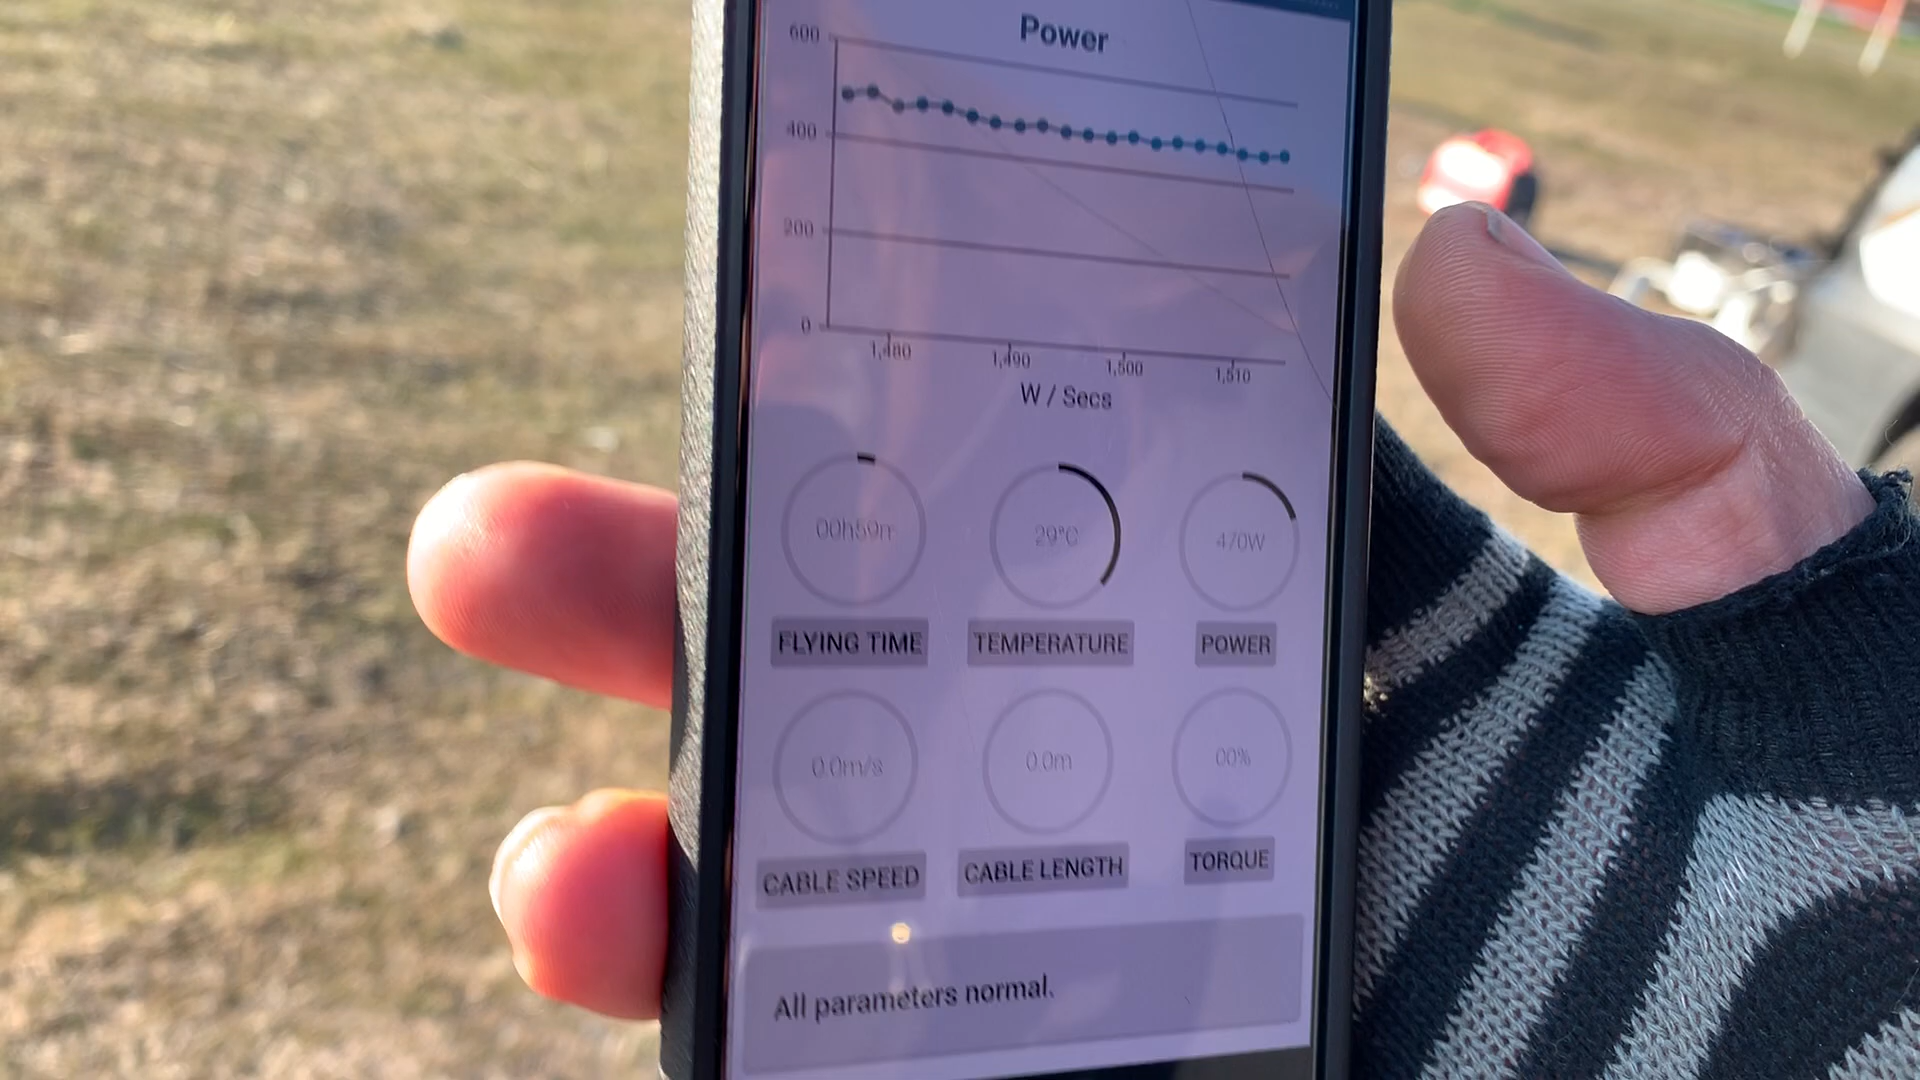 Power
600
400
200
0
1,480 1,490 1,500 1,510
W / Secs
00h59m 29°C 470W
FLYING TIME TEMPERATURE POWER
0.0m/s 0.0m 00%
CABLE SPEED CABLE LENGTH TORQUE
All parameters normal.